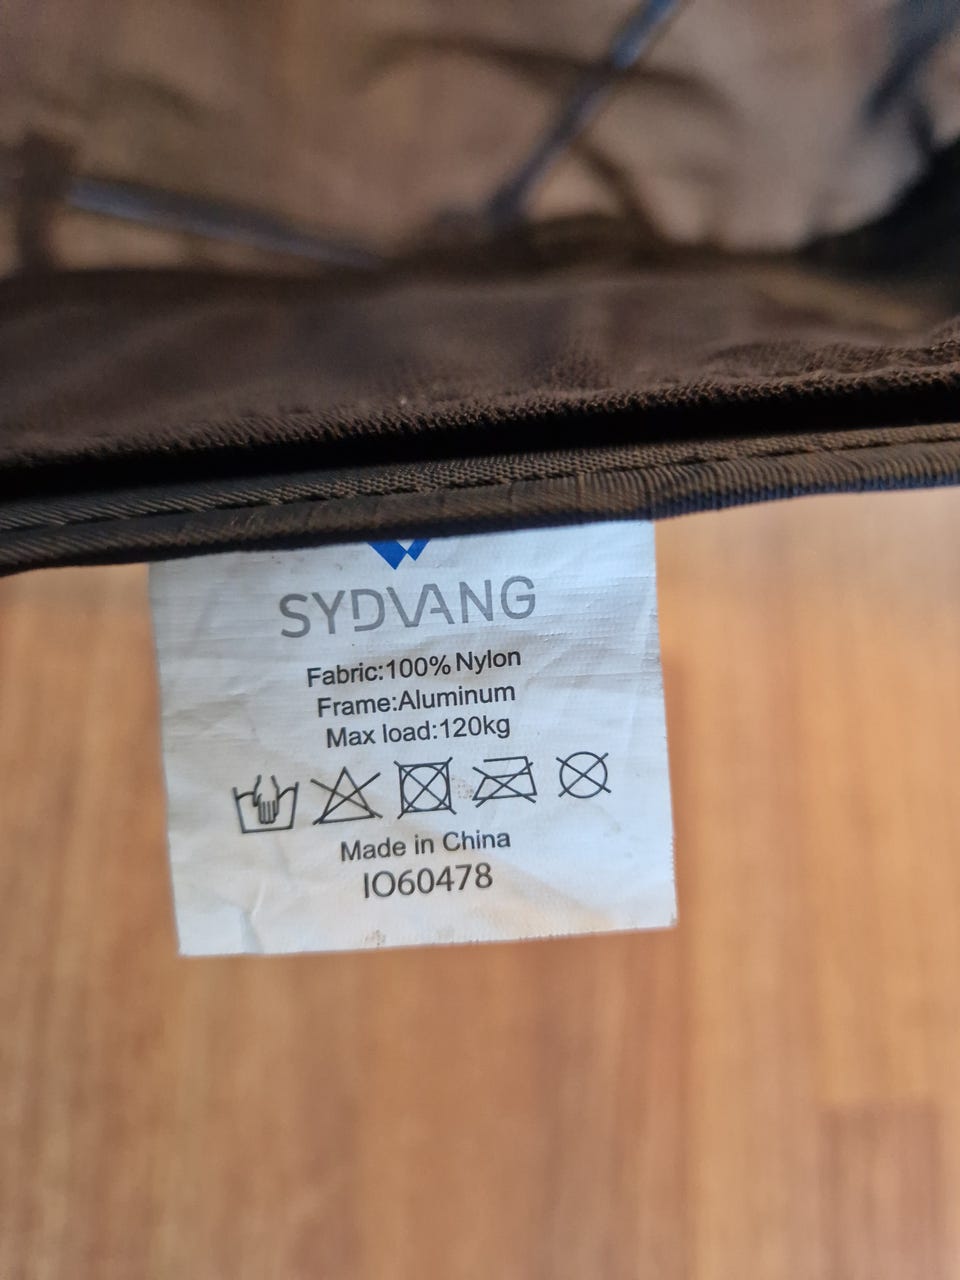 SYDVANG
Fabric:100% Nylon
Frame:Aluminum
Max load:120kg
Made in China
IO60478